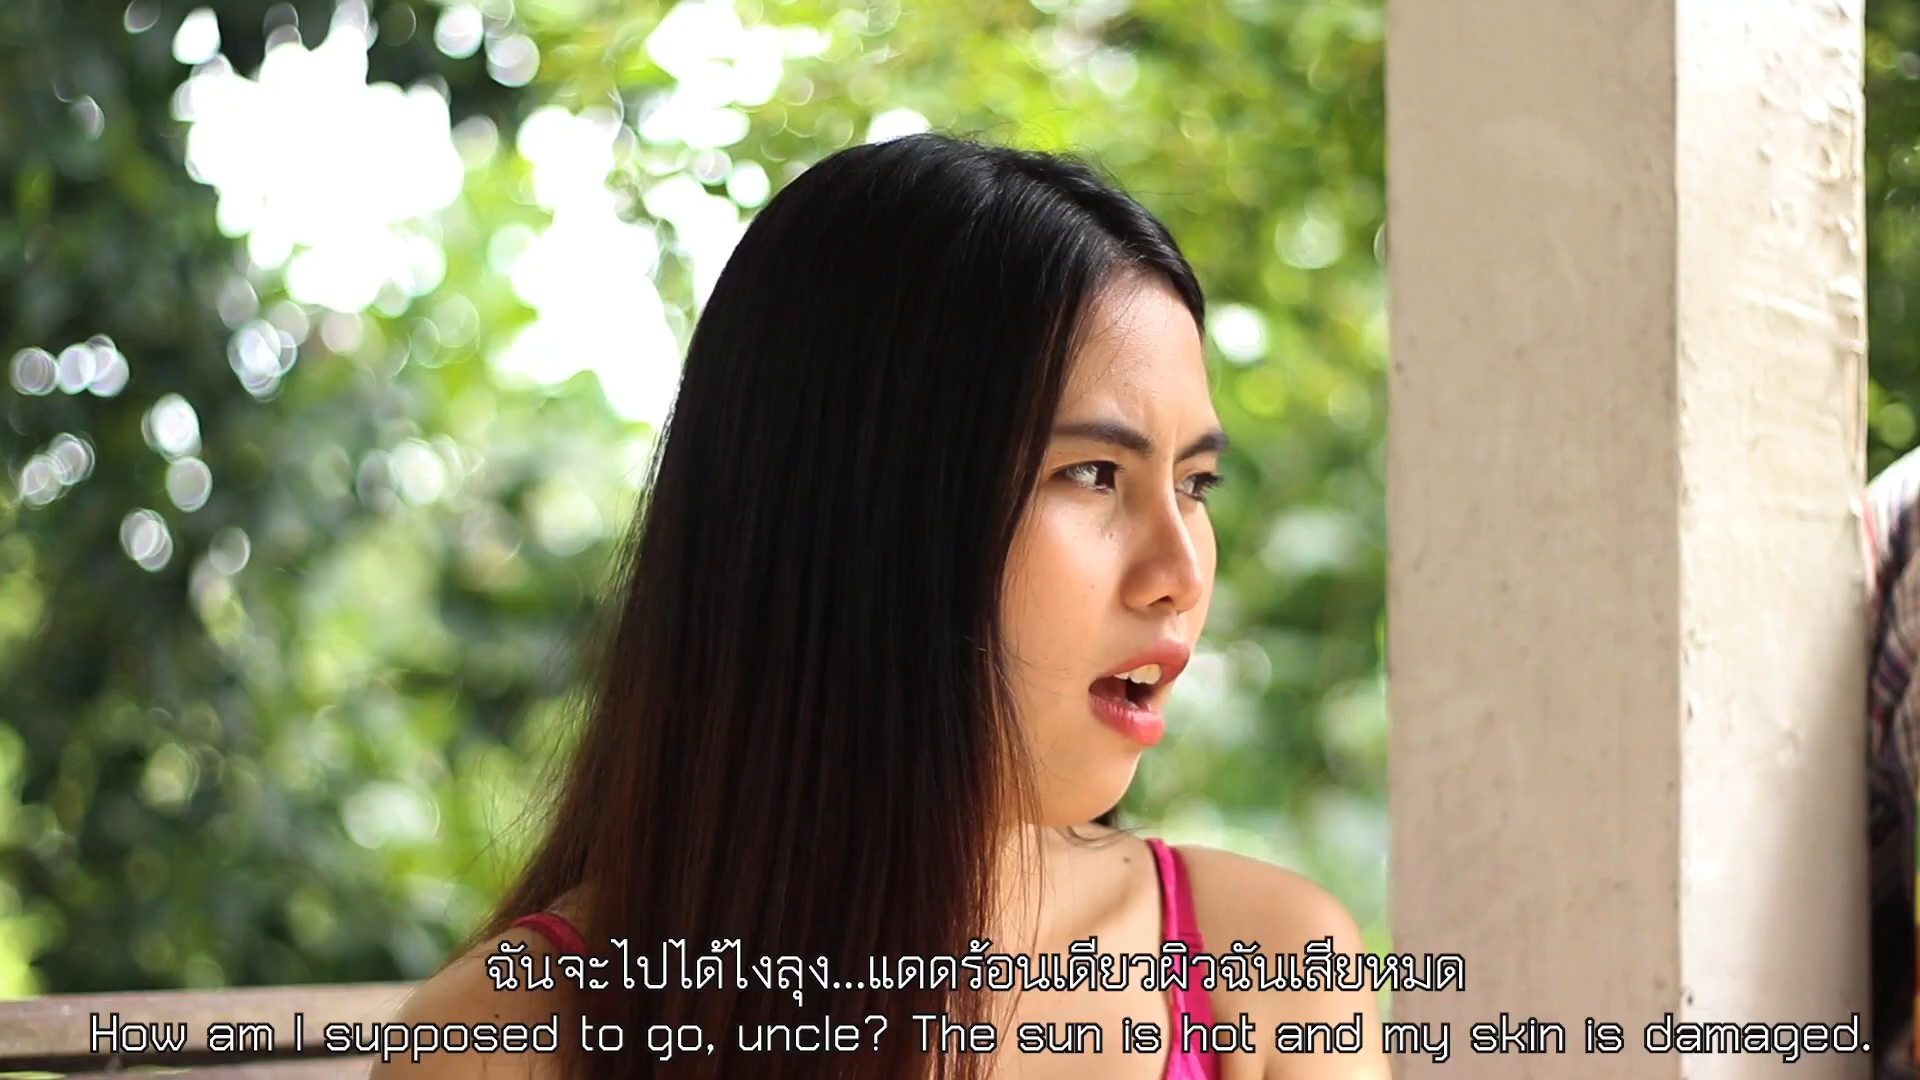 ฉันจะไปได้ไงลุง...แดดร้อนเดียวผิวฉันเสียหมด
How am I supposed to go, uncle? The sun is hot and my skin is damaged.